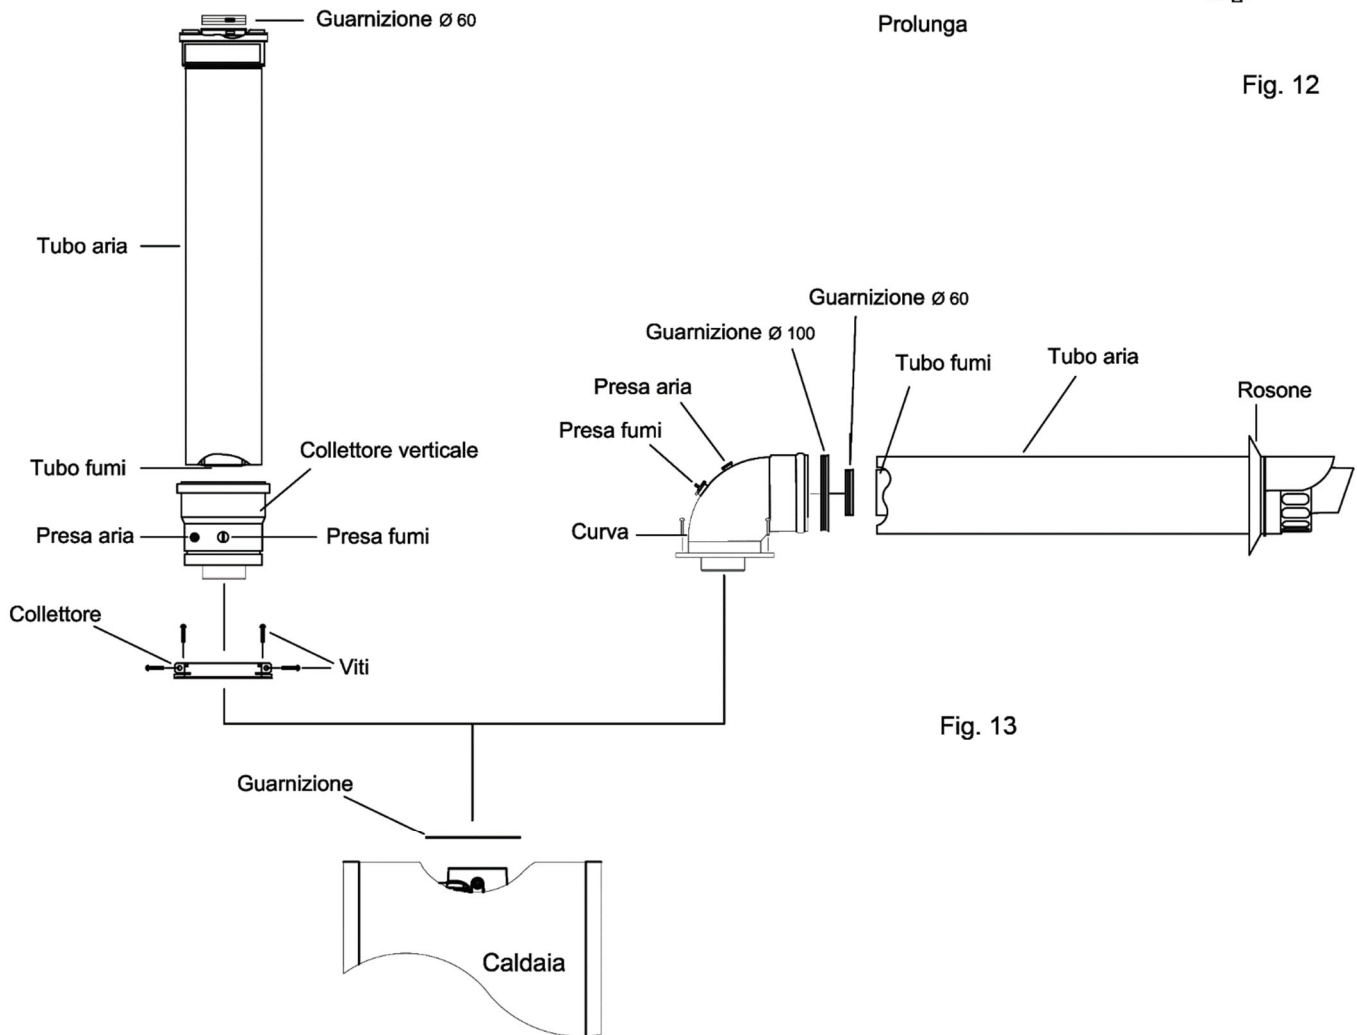 Guarnizione Ø 60
Prolunga
Fig. 12
Tubo aria
Guarnizione Ø 60
Guarnizione Ø 100
Tubo fumi
Tubo aria
Presa aria
Rosone
Presa fumi
Collettore verticale
Tubo fumi
Presa aria
Presa fumi
Curva
Collettore
Viti
Fig. 13
Guarnizione
Caldaia